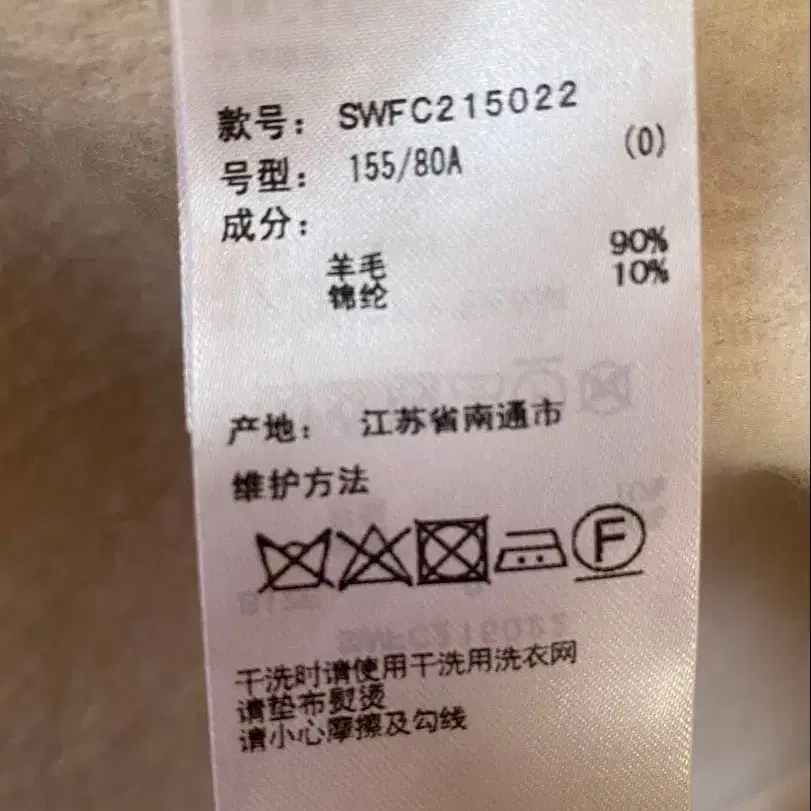 款号: SWFC215022
号型: 155/80A (0)
成分:
羊毛 90%
锦纶 10%
产地: 江苏省南通市
维护方法
F
干洗时请使用干洗用洗衣网
请垫布熨烫
请小心摩擦及勾线